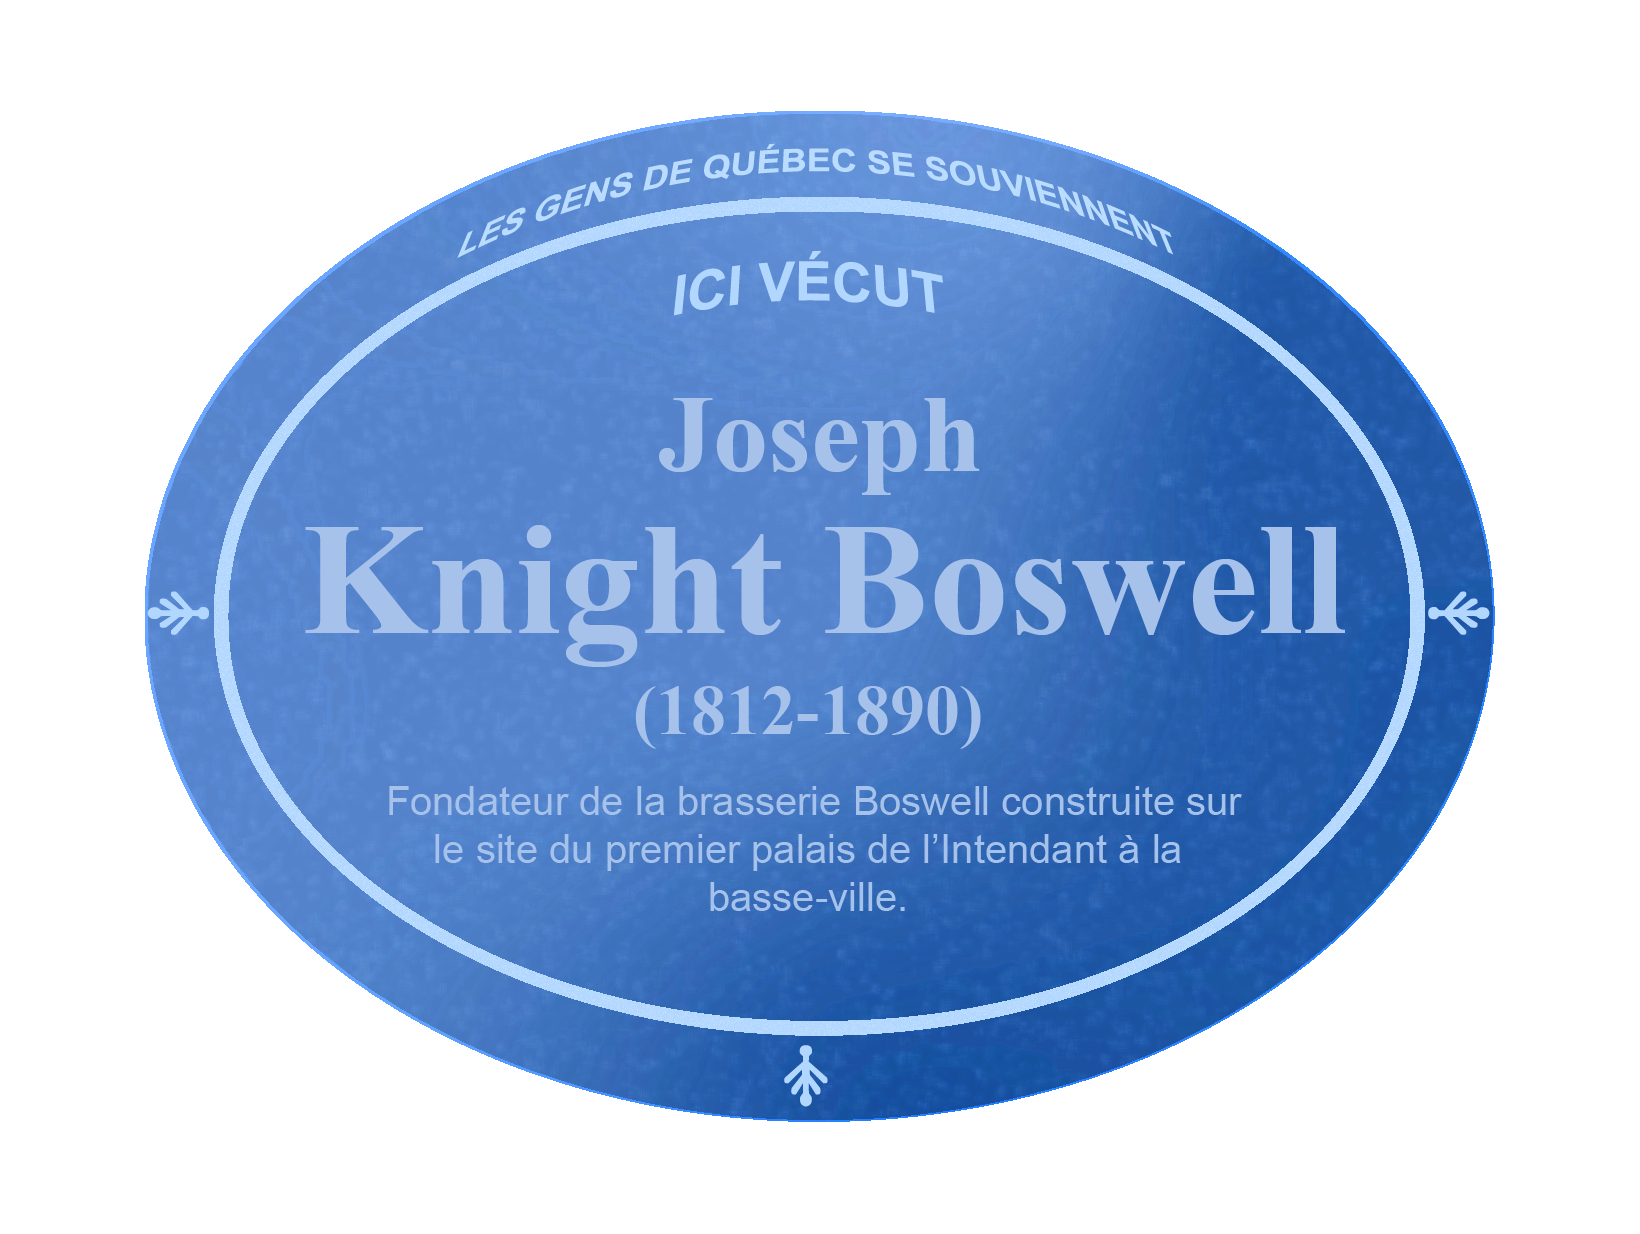 LES GENS DE QUÉBEC SE SOUVIENNENT
ICI VÉCUT
Joseph
Knight Boswell
(1812-1890)
Fondateur de la brasserie Boswell construite sur
le site du premier palais de l’Intendant à la
basse-ville.